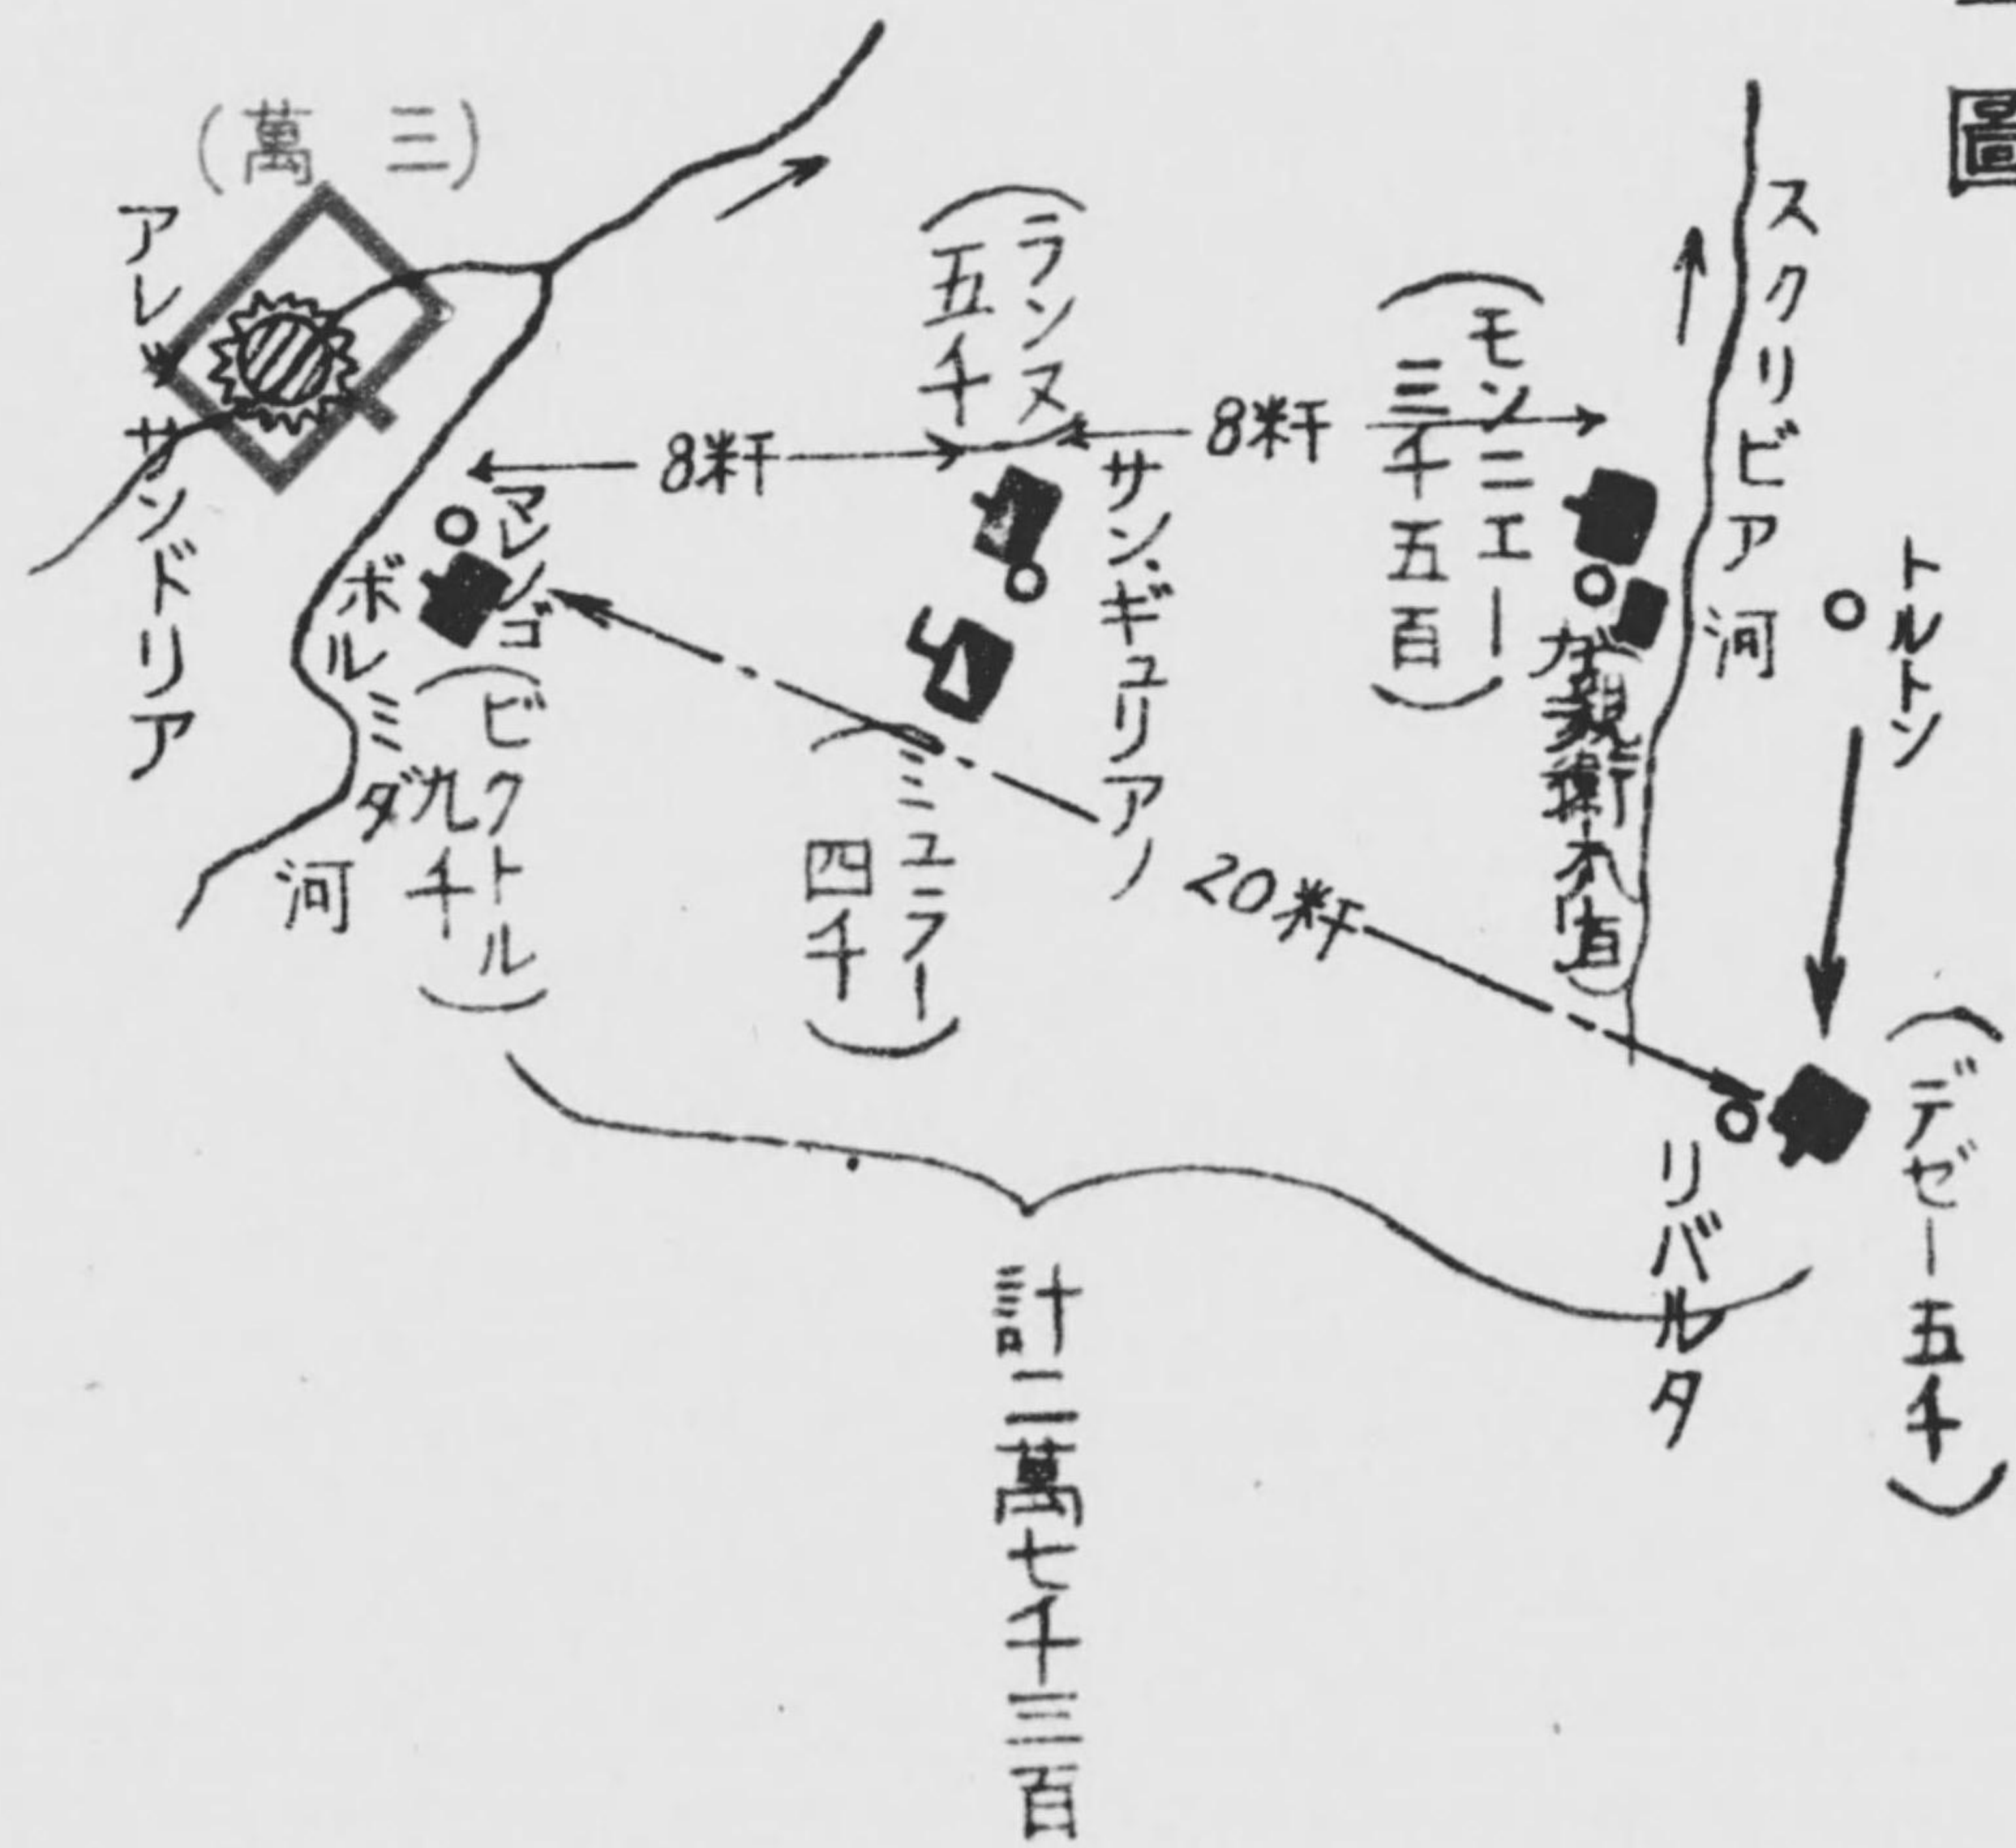 圖
スクリビア河
トルトン
(デゼー五千)
リバルタ
(モンニエー
三千五百)
8粁
(ランヌ
五千
サン.ギュリアノ
8粁
20粁
(ミュラー
四千)
(三萬)
アレッサンドリア
マレンゴ
ボルミダ河
(ビクトル
九千)
計二萬七千三百